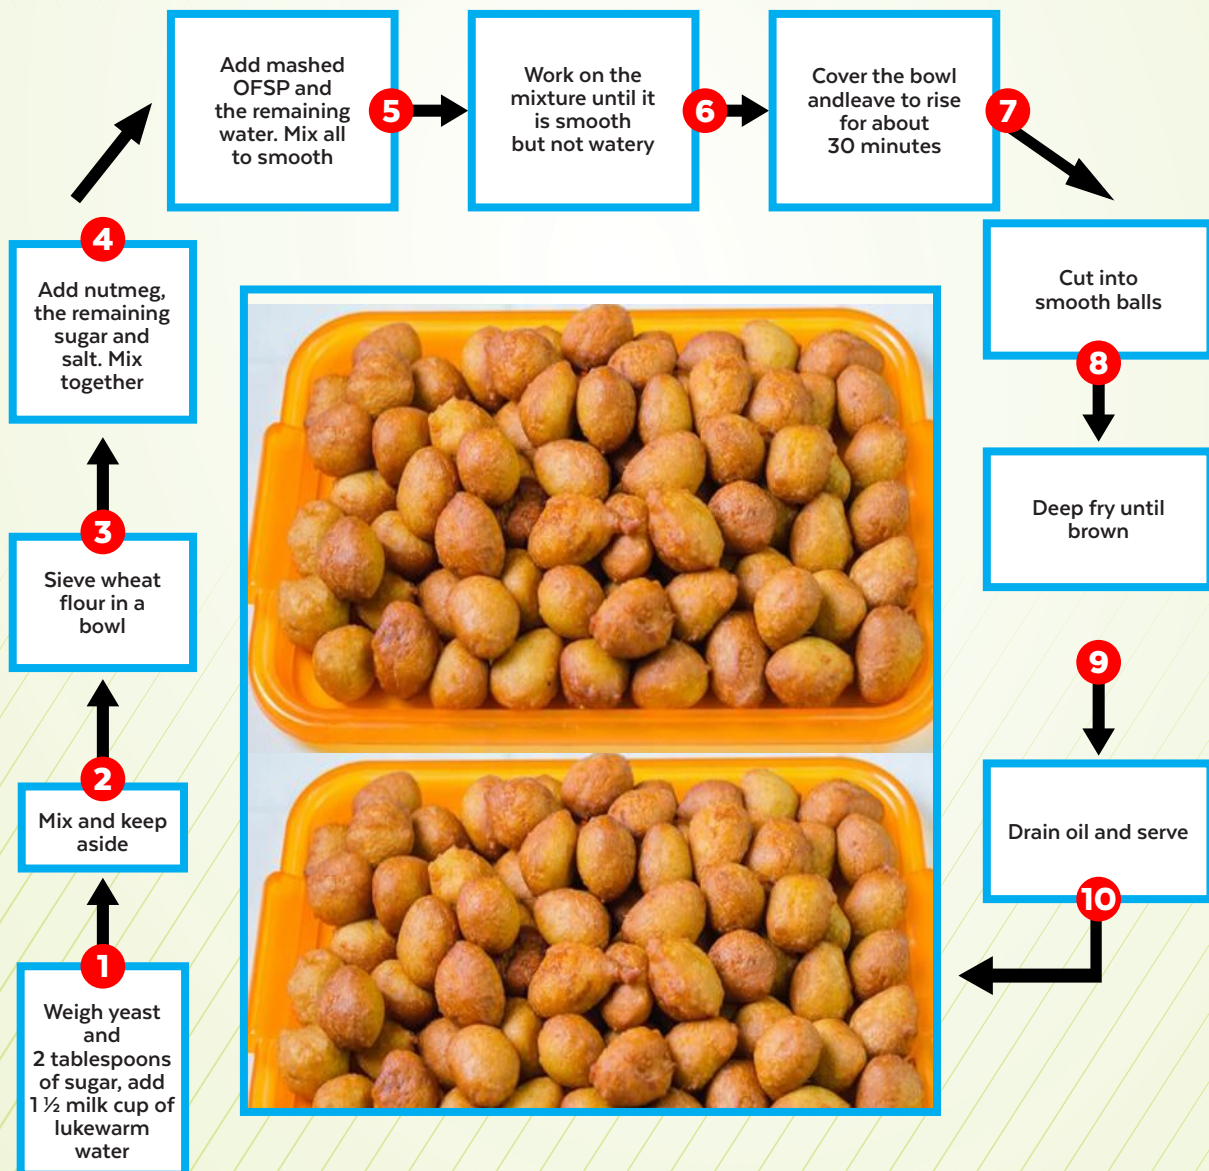 1
Weigh yeast
and
2 tablespoons
of sugar, add
1 ½ milk cup of
lukewarm
water
2
Mix and keep
aside
3
Sieve wheat
flour in a
bowl
4
Add nutmeg,
the remaining
sugar and
salt. Mix
together
5
Add mashed
OFSP and
the remaining
water. Mix all
to smooth
6
Work on the
mixture until it
is smooth
but not watery
7
Cover the bowl
andleave to rise
for about
30 minutes
8
Cut into
smooth balls
9
Deep fry until
brown
10
Drain oil and serve